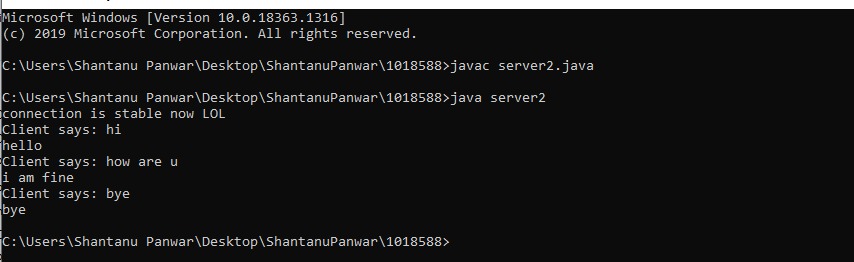 Microsoft Windows [Version 10.0.18363.1316]
(c) 2019 Microsoft Corporation. All rights reserved.
C:\Users\Shantanu Panwar\Desktop\ShantanuPanwar\1018588>javac server2.java
C:\Users\Shantanu Panwar\Desktop\ShantanuPanwar\1018588>java server2
connection is stable now LOL
Client says: hi
hello
Client says: how are u
i am fine
Client says: bye
bye
C:\Users\Shantanu Panwar\Desktop\ShantanuPanwar\1018588>